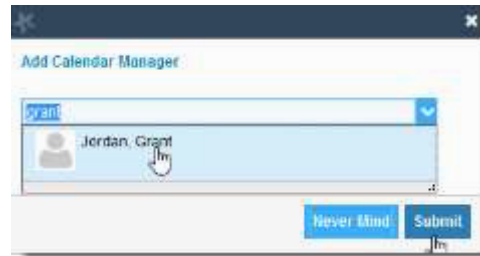 Add Calendar Manager
grant
Jordan, Grant
Never Mind Submit